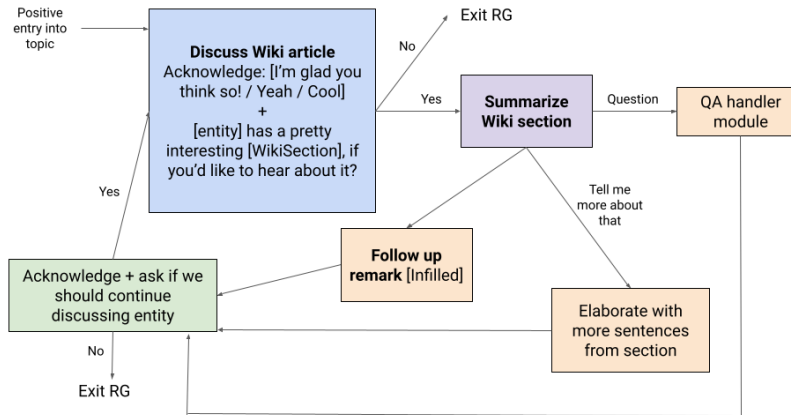 Positive
entry into
topic
Discuss Wiki article
Acknowledge: [I'm glad you
think so! / Yeah / Cool]
+
[entity] has a pretty
interesting [WikiSection], if
you'd like to hear about it?
No
Exit RG
Yes
Summarize
Wiki section
Question
QA handler
module
Yes
Tell me
more about
that
Follow up
remark [Infilled]
Acknowledge + ask if we
should continue
discussing entity
Elaborate with
more sentences
from section
No
Exit RG